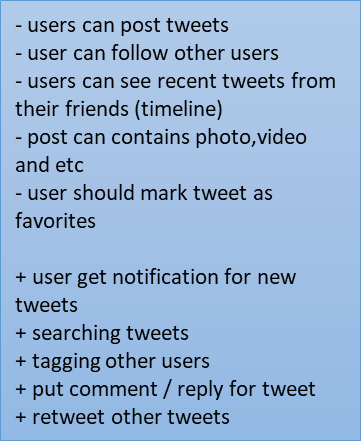 - users can post tweets
- user can follow other users
- users can see recent tweets from
their friends (timeline)
- post can contains photo,video
and etc
- user should mark tweet as
favorites
+ user get notification for new
tweets
+ searching tweets
+ tagging other users
+ put comment / reply for tweet
+ retweet other tweets